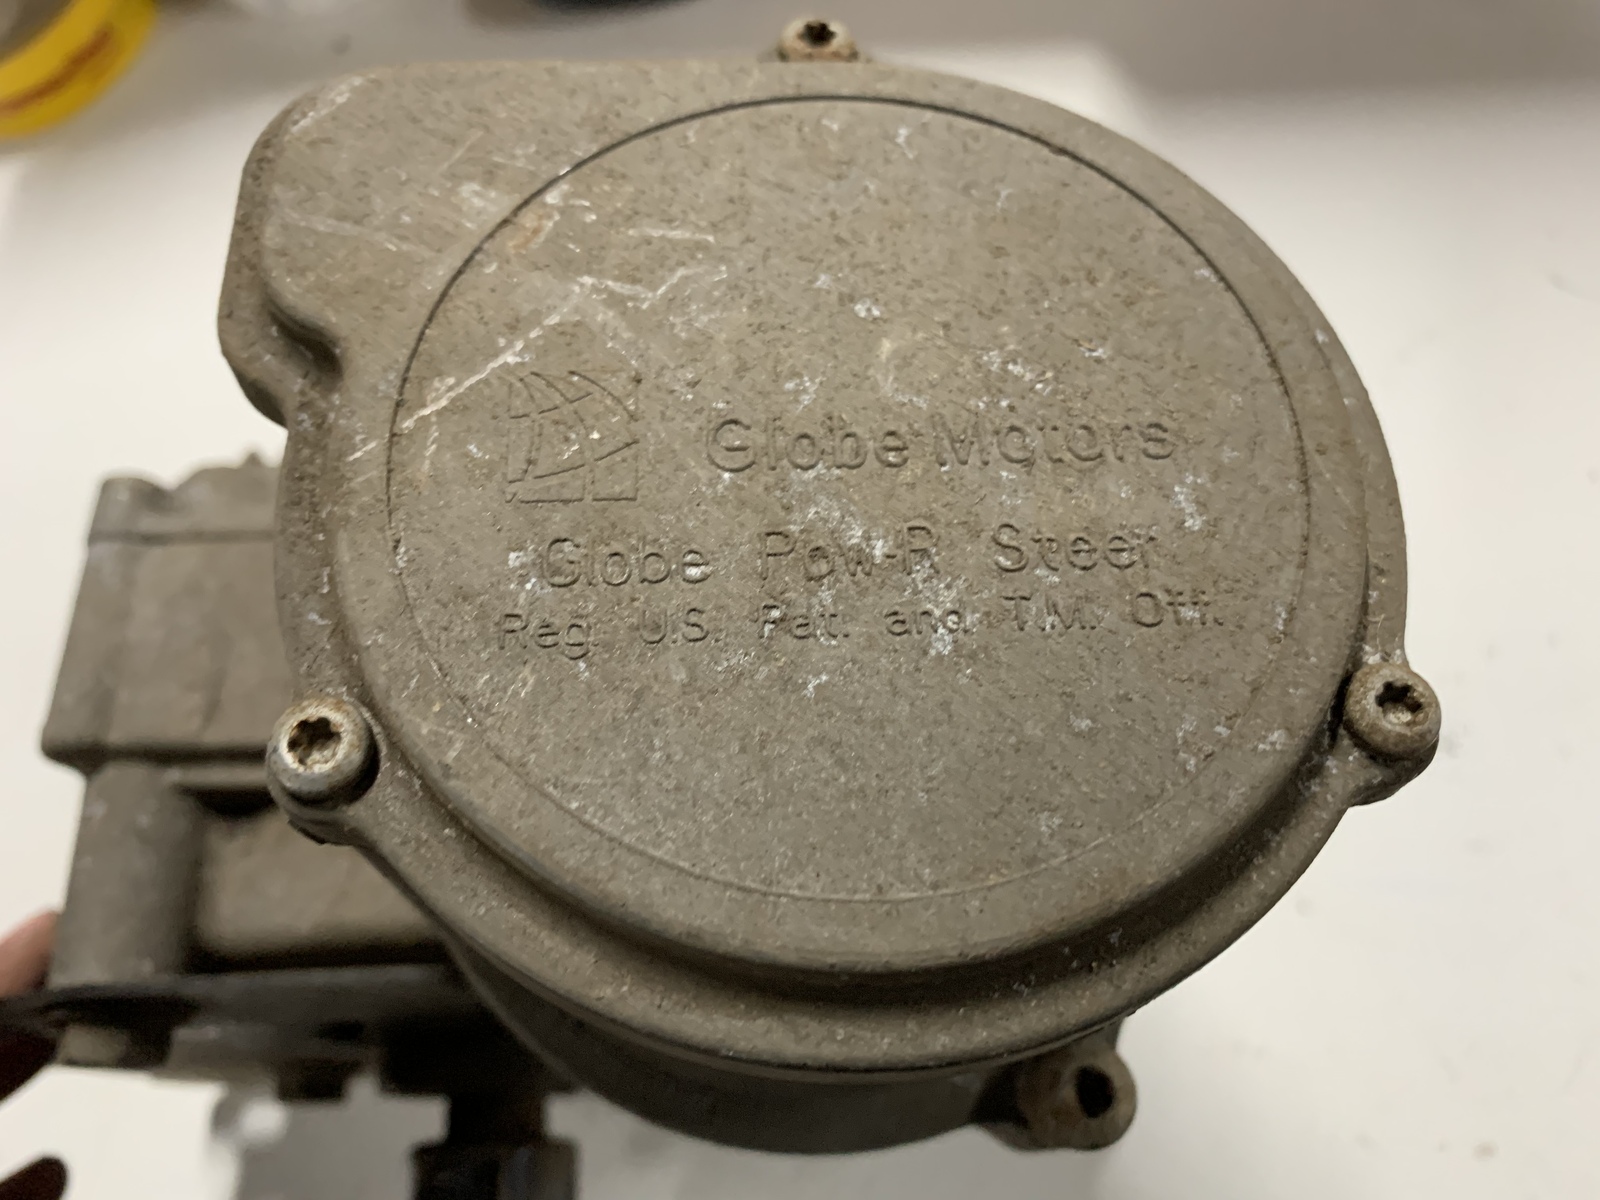 Globe Motors
Globe Pow-R Steer
Reg. U.S. Pat. and T.M. Off.